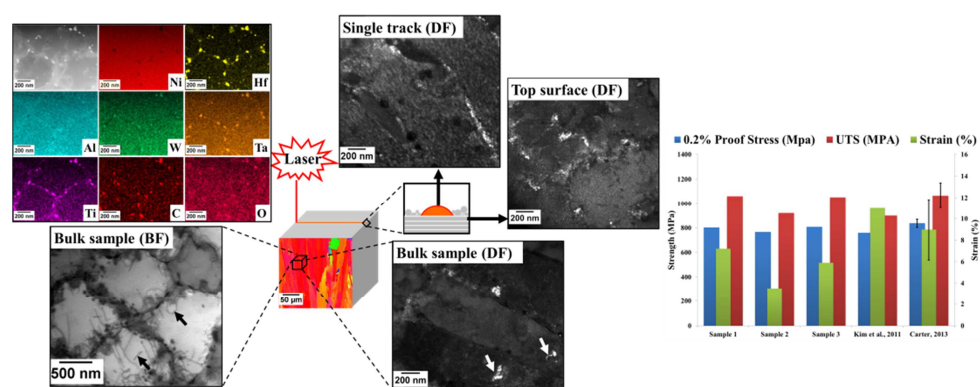 200 nm
200 nm
Ni
200 nm
Hf
200 nm
Al
200 nm
W
200 nm
Ta
200 nm
Ti
200 nm
C
200 nm
O
Single track (DF)
200 nm
Top surface (DF)
200 nm
Laser
50 µm
Bulk sample (BF)
500 nm
Bulk sample (DF)
200 nm
0.2% Proof Stress (Mpa)
UTS (MPA)
Strain (%)
Strength (MPa)
1400
1200
1000
800
600
400
200
0
16
14
12
10
8
6
4
2
0
Strain (%)
Sample 1
Sample 2
Sample 3
Kim et al., 2011
Carter, 2013